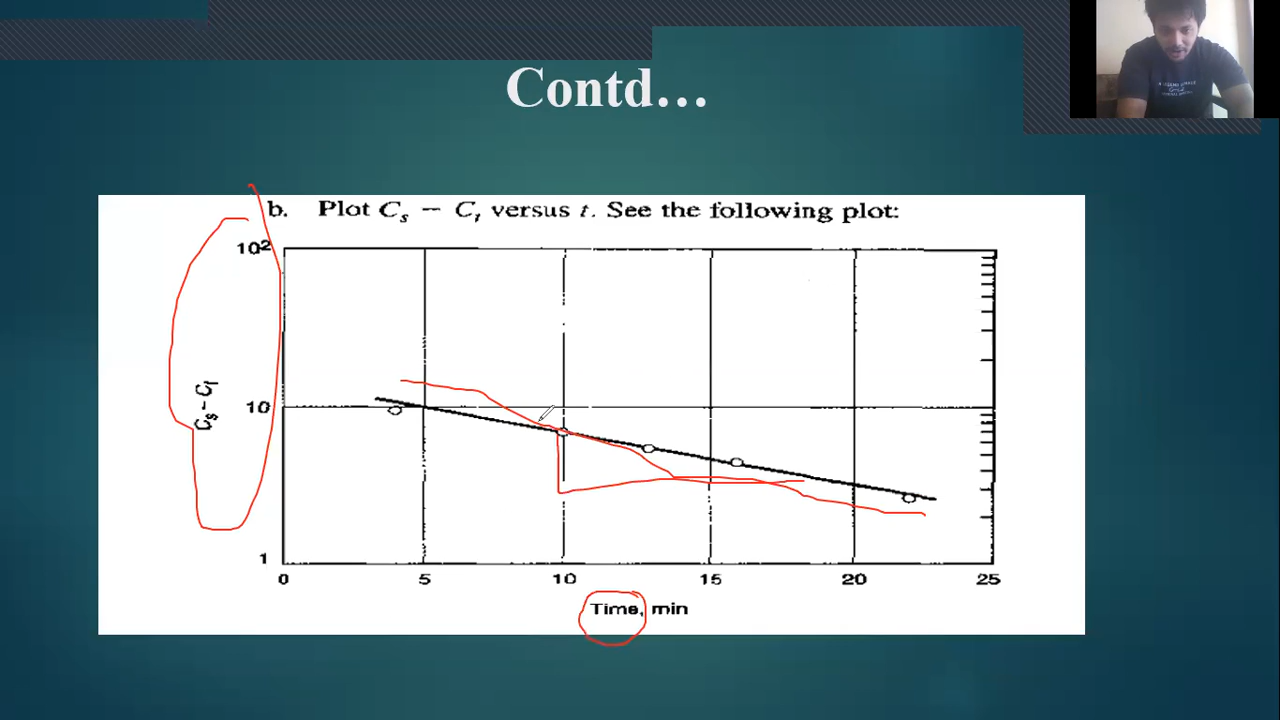 Contd...
b. Plot Cs − Ct versus t. See the following plot:
10²
10
1
Cs − Ct
0 5 10 15 20 25
Time, min